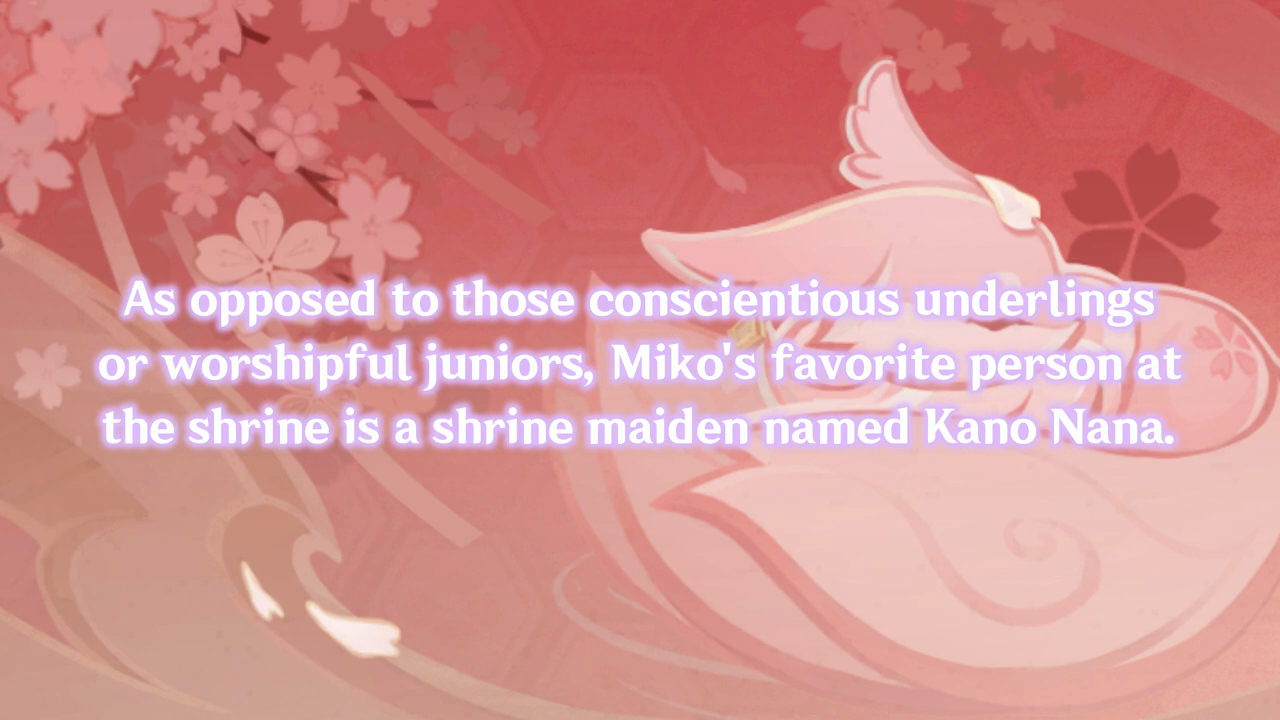 As opposed to those conscientious underlings
or worshipful juniors, Miko's favorite person at
the shrine is a shrine maiden named Kano Nana.